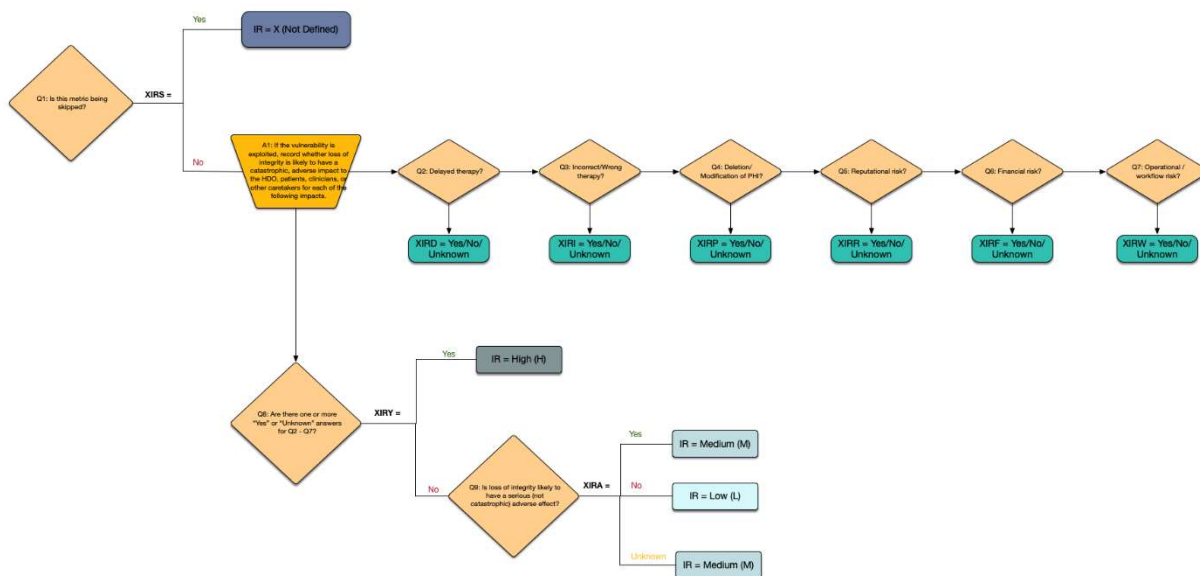 Yes
IR = X (Not Defined)
Q1: Is this metric being
skipped?
XIRS =
No
A1: If the vulnerability is
exploited, record whether loss of
integrity is likely to have a
catastrophic, adverse impact to
the HDO, patients, clinicians, or
other caretakers for each of the
following impacts.
Q2: Delayed therapy?
Q3: Incorrect/Wrong
therapy?
Q4: Deletion/
Modification of PHI?
Q5: Reputational risk?
Q6: Financial risk?
Q7: Operational /
workflow risk?
XIRD = Yes/No/
Unknown
XIRI = Yes/No/
Unknown
XIRP = Yes/No/
Unknown
XIRR = Yes/No/
Unknown
XIRF = Yes/No/
Unknown
XIRW = Yes/No/
Unknown
Yes
IR = High (H)
Q8: Are there one or more
"Yes" or "Unknown" answers
for Q2 - Q7?
XIRY =
No
Q9: Is loss of integrity likely to
have a serious (not
catastrophic) adverse effect?
XIRA =
Yes
IR = Medium (M)
No
IR = Low (L)
Unknown
IR = Medium (M)